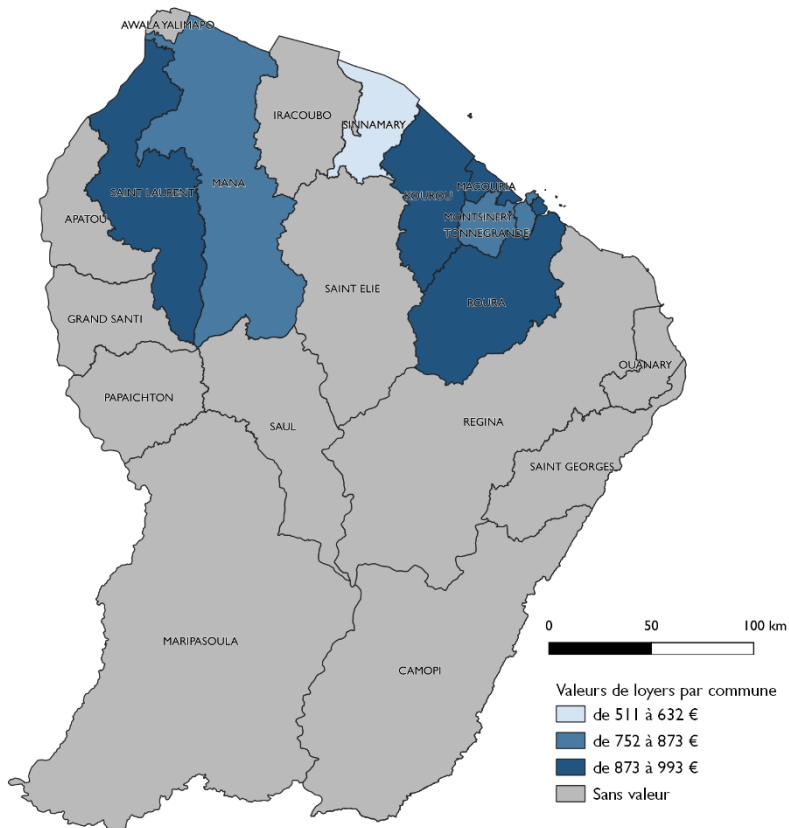 AWALA YALIMAPO
IRACOUBO
SINNAMARY
MANA
SAINT LAURENT
KOUROU
MACOURIA
APATOU
MONTSINERY
TONNEGRANDE
SAINT ELIE
ROURA
GRAND SANTI
OUANARY
PAPAICHTON
SAUL
REGINA
SAINT GEORGES
MARIPASOULA
CAMOPI
0 50 100 km
Valeurs de loyers par commune
de 511 à 632 €
de 752 à 873 €
de 873 à 993 €
Sans valeur